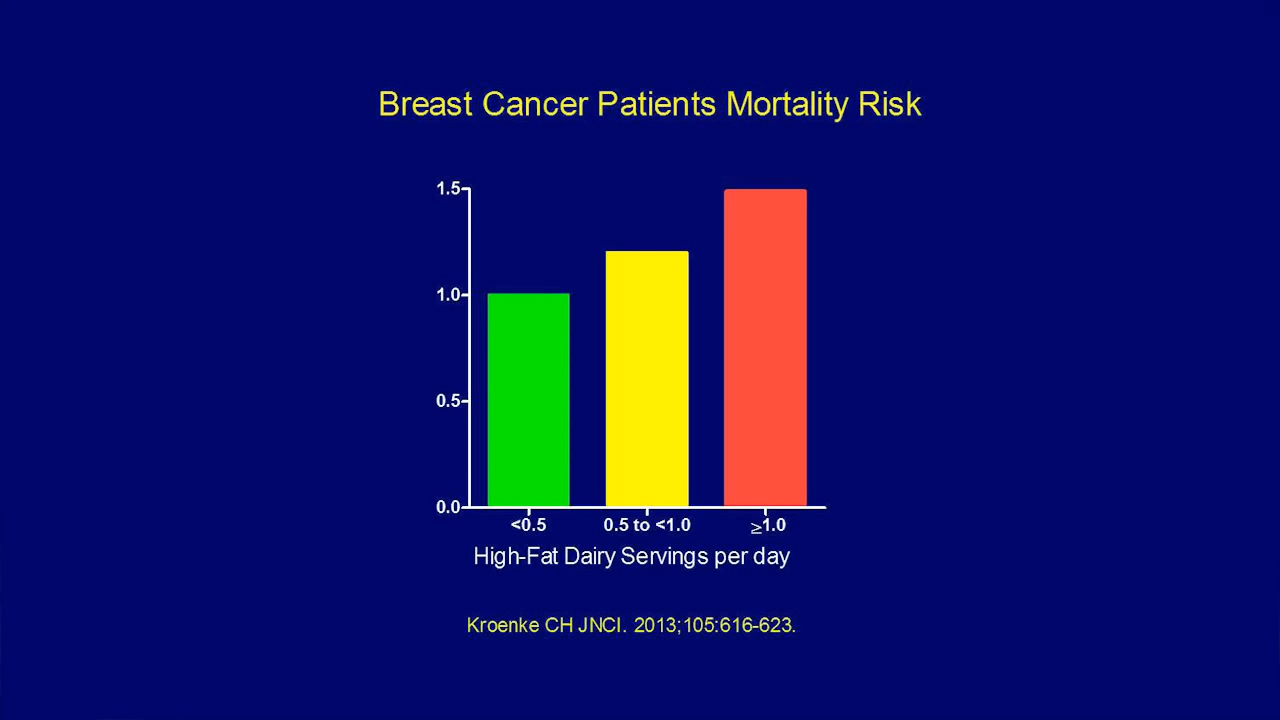 Breast Cancer Patients Mortality Risk
1.5
1.0
0.5
0.0
<0.5 0.5 to <1.0 ≥1.0
High-Fat Dairy Servings per day
Kroenke CH JNCI. 2013;105:616-623.